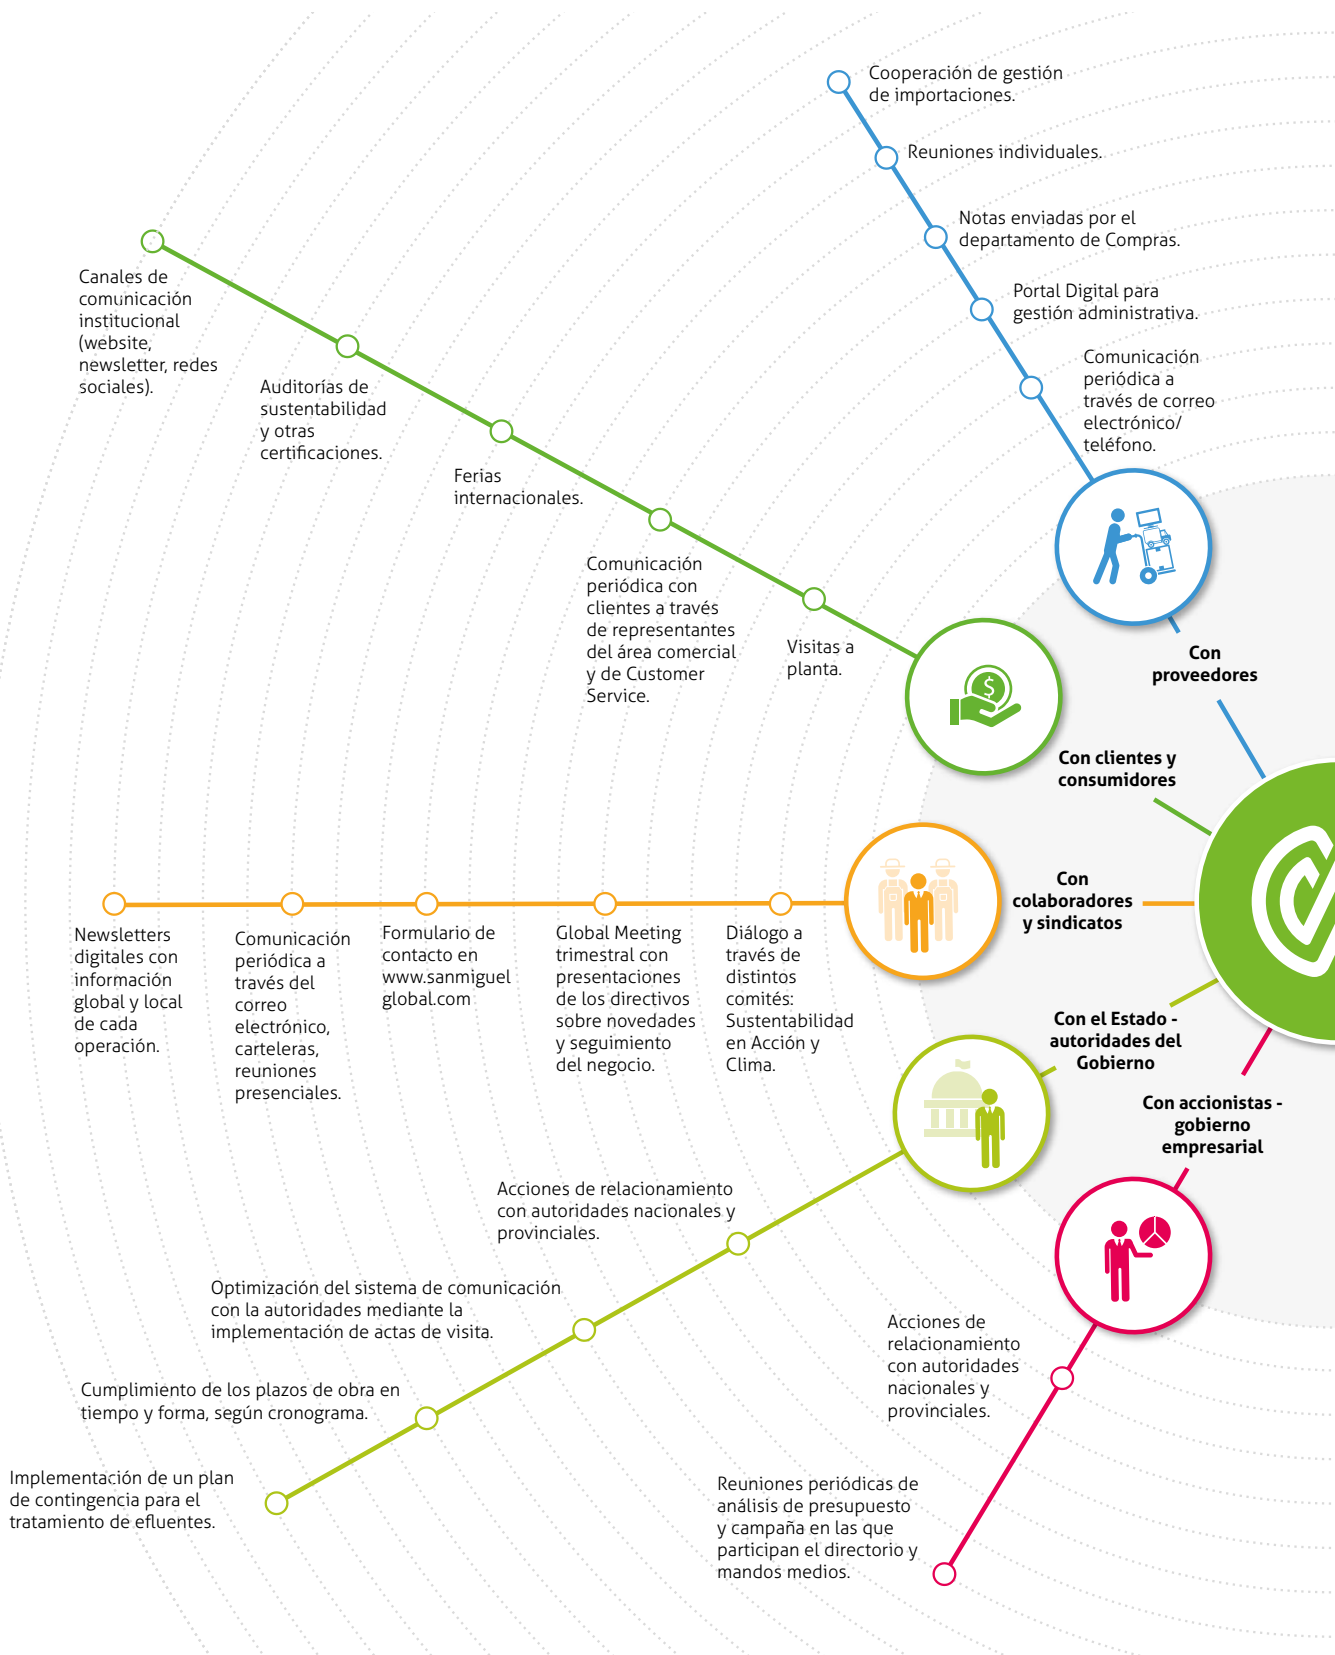 Cooperación de gestión
de importaciones.
Reuniones individuales.
Notas enviadas por el
departamento de Compras.
Portal Digital para
gestión administrativa.
Comunicación
periódica a
través de correo
electrónico/
teléfono.
Con
proveedores
Canales de
comunicación
institucional
(website,
newsletter, redes
sociales).
Auditorías de
sustentabilidad
y otras
certificaciones.
Ferias
internacionales.
Comunicación
periódica con
clientes a través
de representantes
del área comercial
y de Customer
Service.
Visitas a
planta.
$
Con clientes y
consumidores
Newsletters
digitales con
información
global y local
de cada
operación.
Comunicación
periódica a
través del
correo
electrónico,
carteleras,
reuniones
presenciales.
Formulario de
contacto en
www.sanmiguel
global.com
Global Meeting
trimestral con
presentaciones
de los directivos
sobre novedades
y seguimiento
del negocio.
Diálogo a
través de
distintos
comités:
Sustentabilidad
en Acción y
Clima.
Con
colaboradores
y sindicatos
Con el Estado -
autoridades del
Gobierno
Acciones de relacionamiento
con autoridades nacionales y
provinciales.
Optimización del sistema de comunicación
con la autoridades mediante la
implementación de actas de visita.
Cumplimiento de los plazos de obra en
tiempo y forma, según cronograma.
Implementación de un plan
de contingencia para el
tratamiento de efluentes.
Con accionistas -
gobierno
empresarial
Acciones de
relacionamiento
con autoridades
nacionales y
provinciales.
Reuniones periódicas de
análisis de presupuesto
y campaña en las que
participan el directorio y
mandos medios.